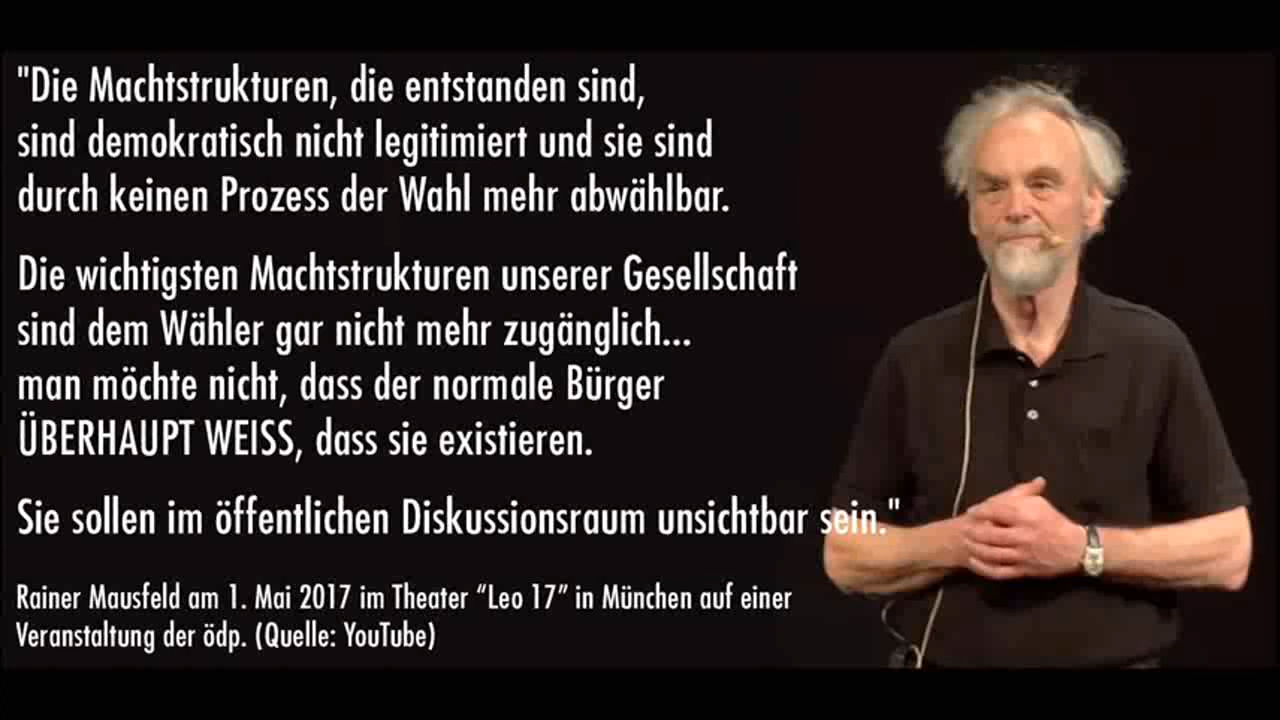 "Die Machtstrukturen, die entstanden sind,
sind demokratisch nicht legitimiert und sie sind
durch keinen Prozess der Wahl mehr abwählbar.
Die wichtigsten Machtstrukturen unserer Gesellschaft
sind dem Wähler gar nicht mehr zugänglich...
man möchte nicht, dass der normale Bürger
ÜBERHAUPT WEISS, dass sie existieren.
Sie sollen im öffentlichen Diskussionsraum unsichtbar sein."
Rainer Mausfeld am 1. Mai 2017 im Theater “Leo 17” in München auf einer
Veranstaltung der ödp. (Quelle: YouTube)